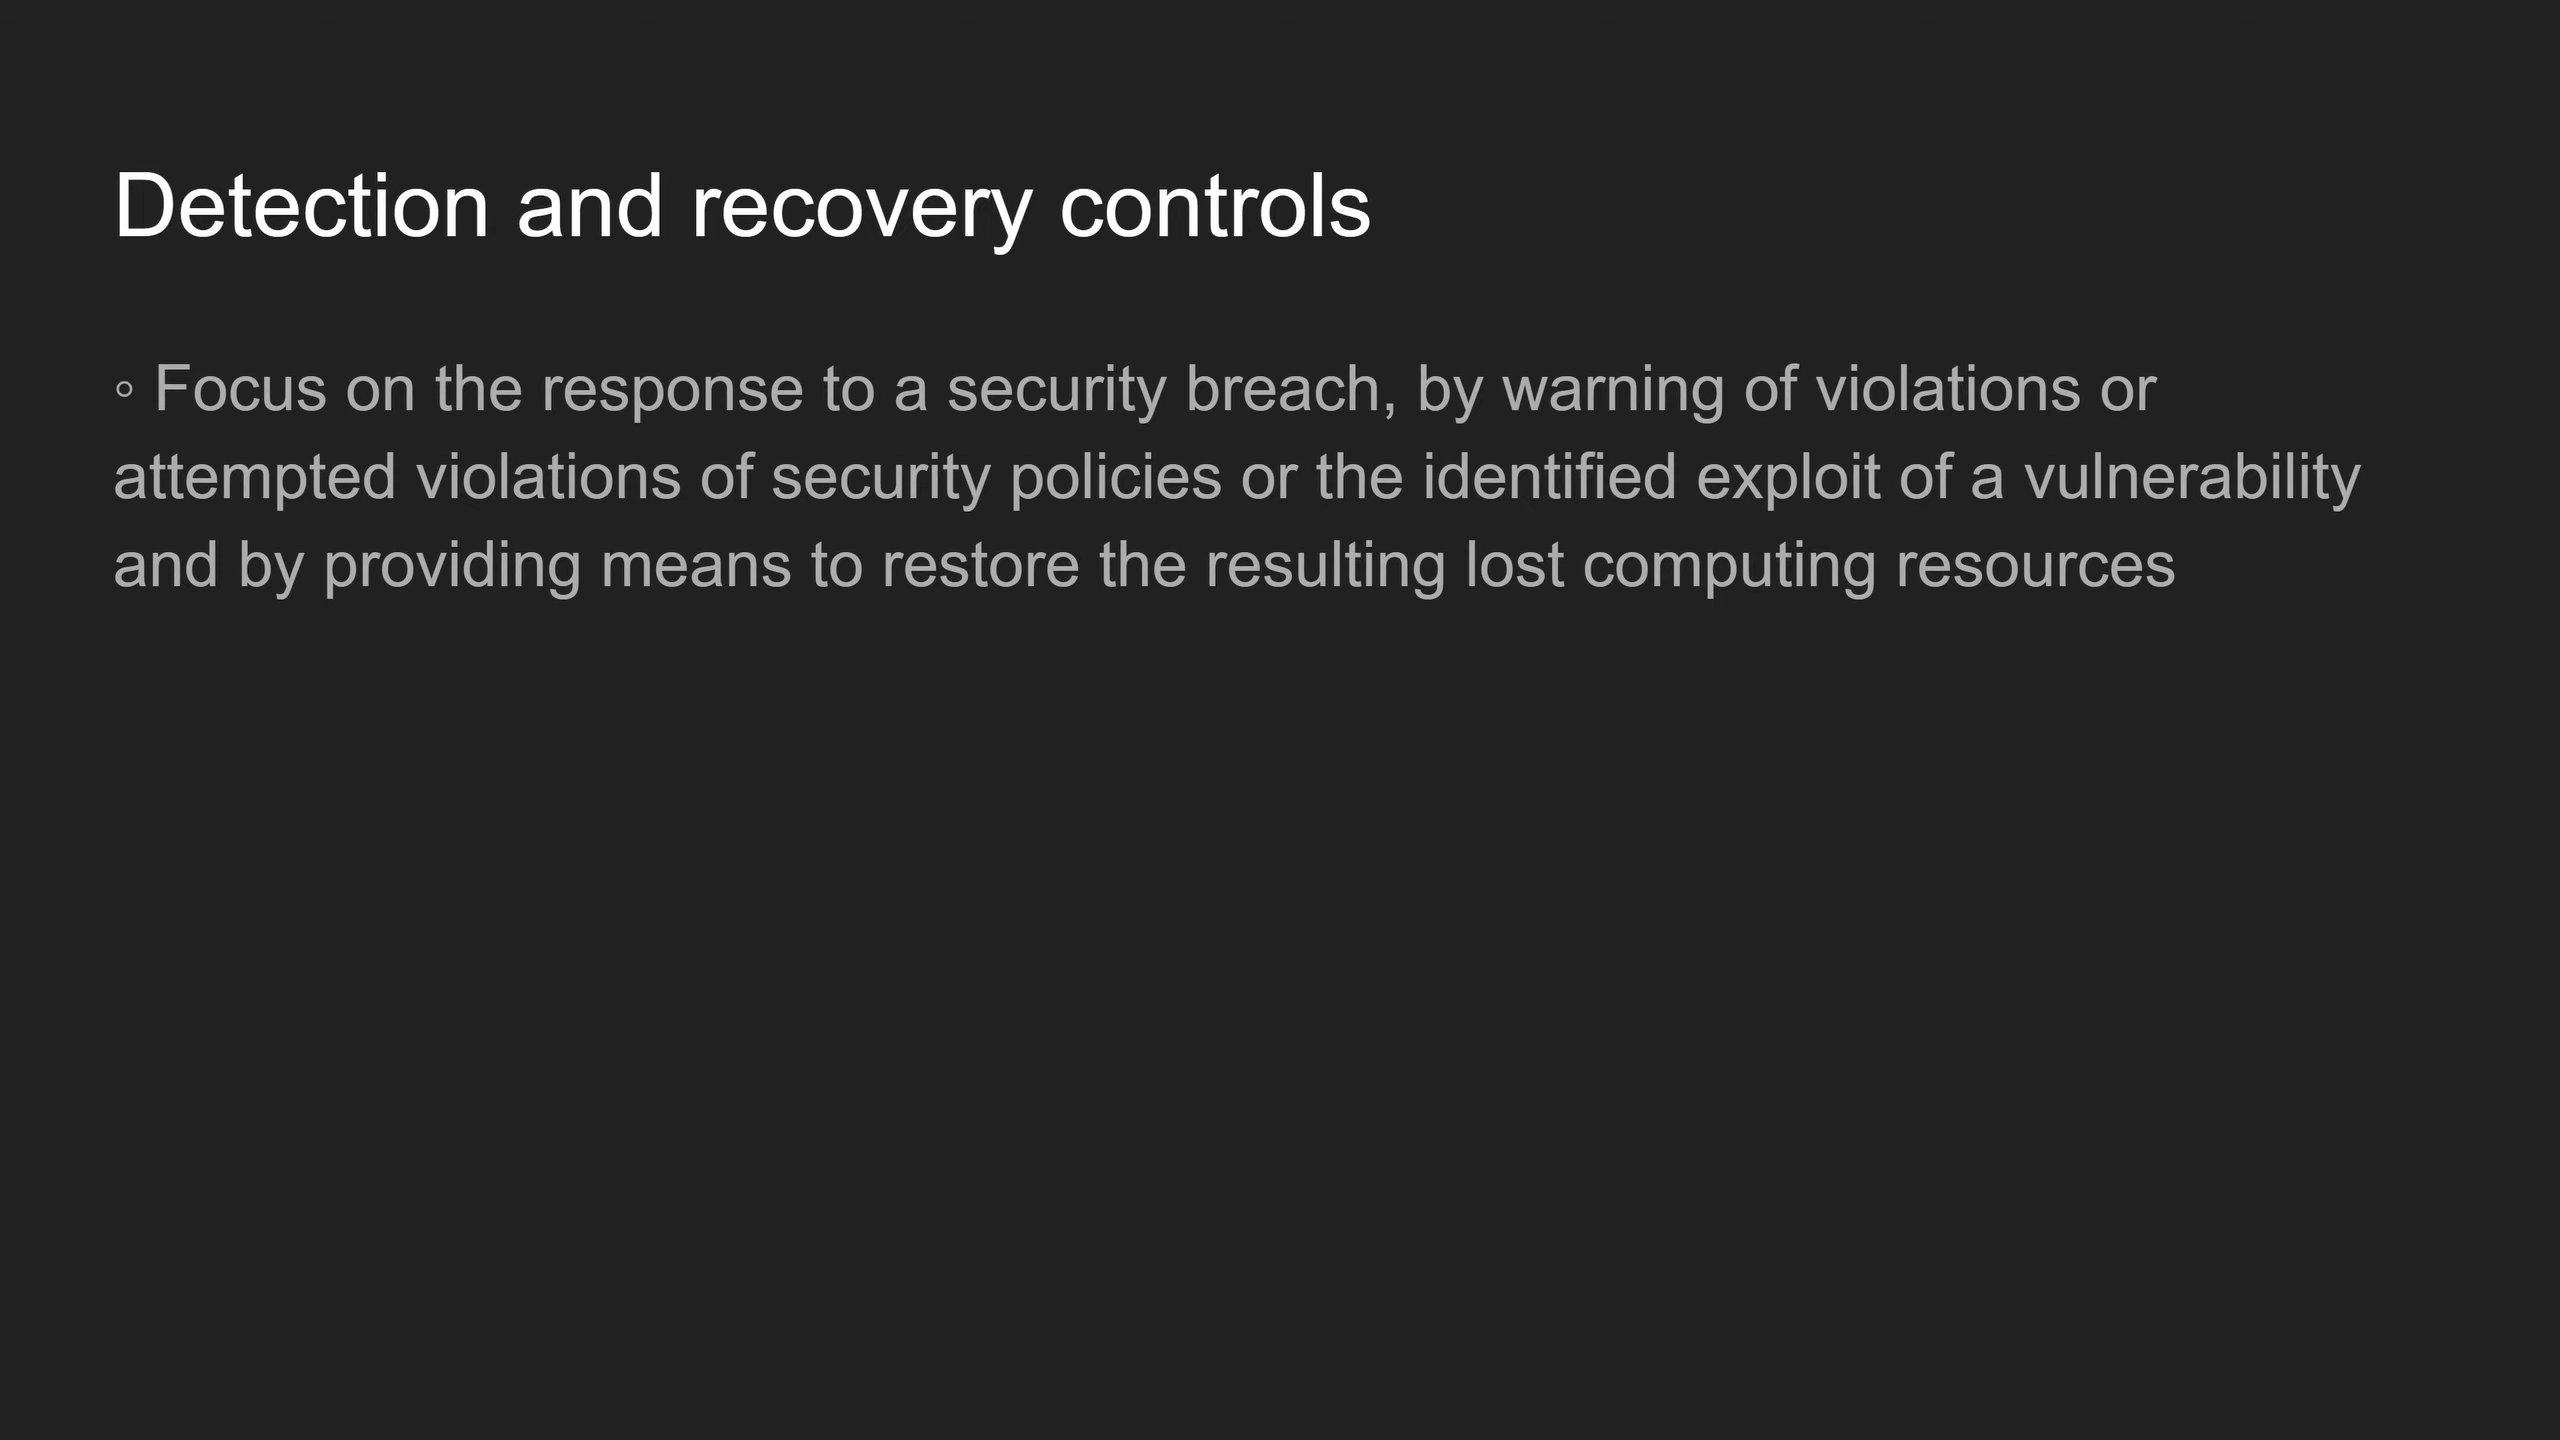 Detection and recovery controls
◦ Focus on the response to a security breach, by warning of violations or
attempted violations of security policies or the identified exploit of a vulnerability
and by providing means to restore the resulting lost computing resources